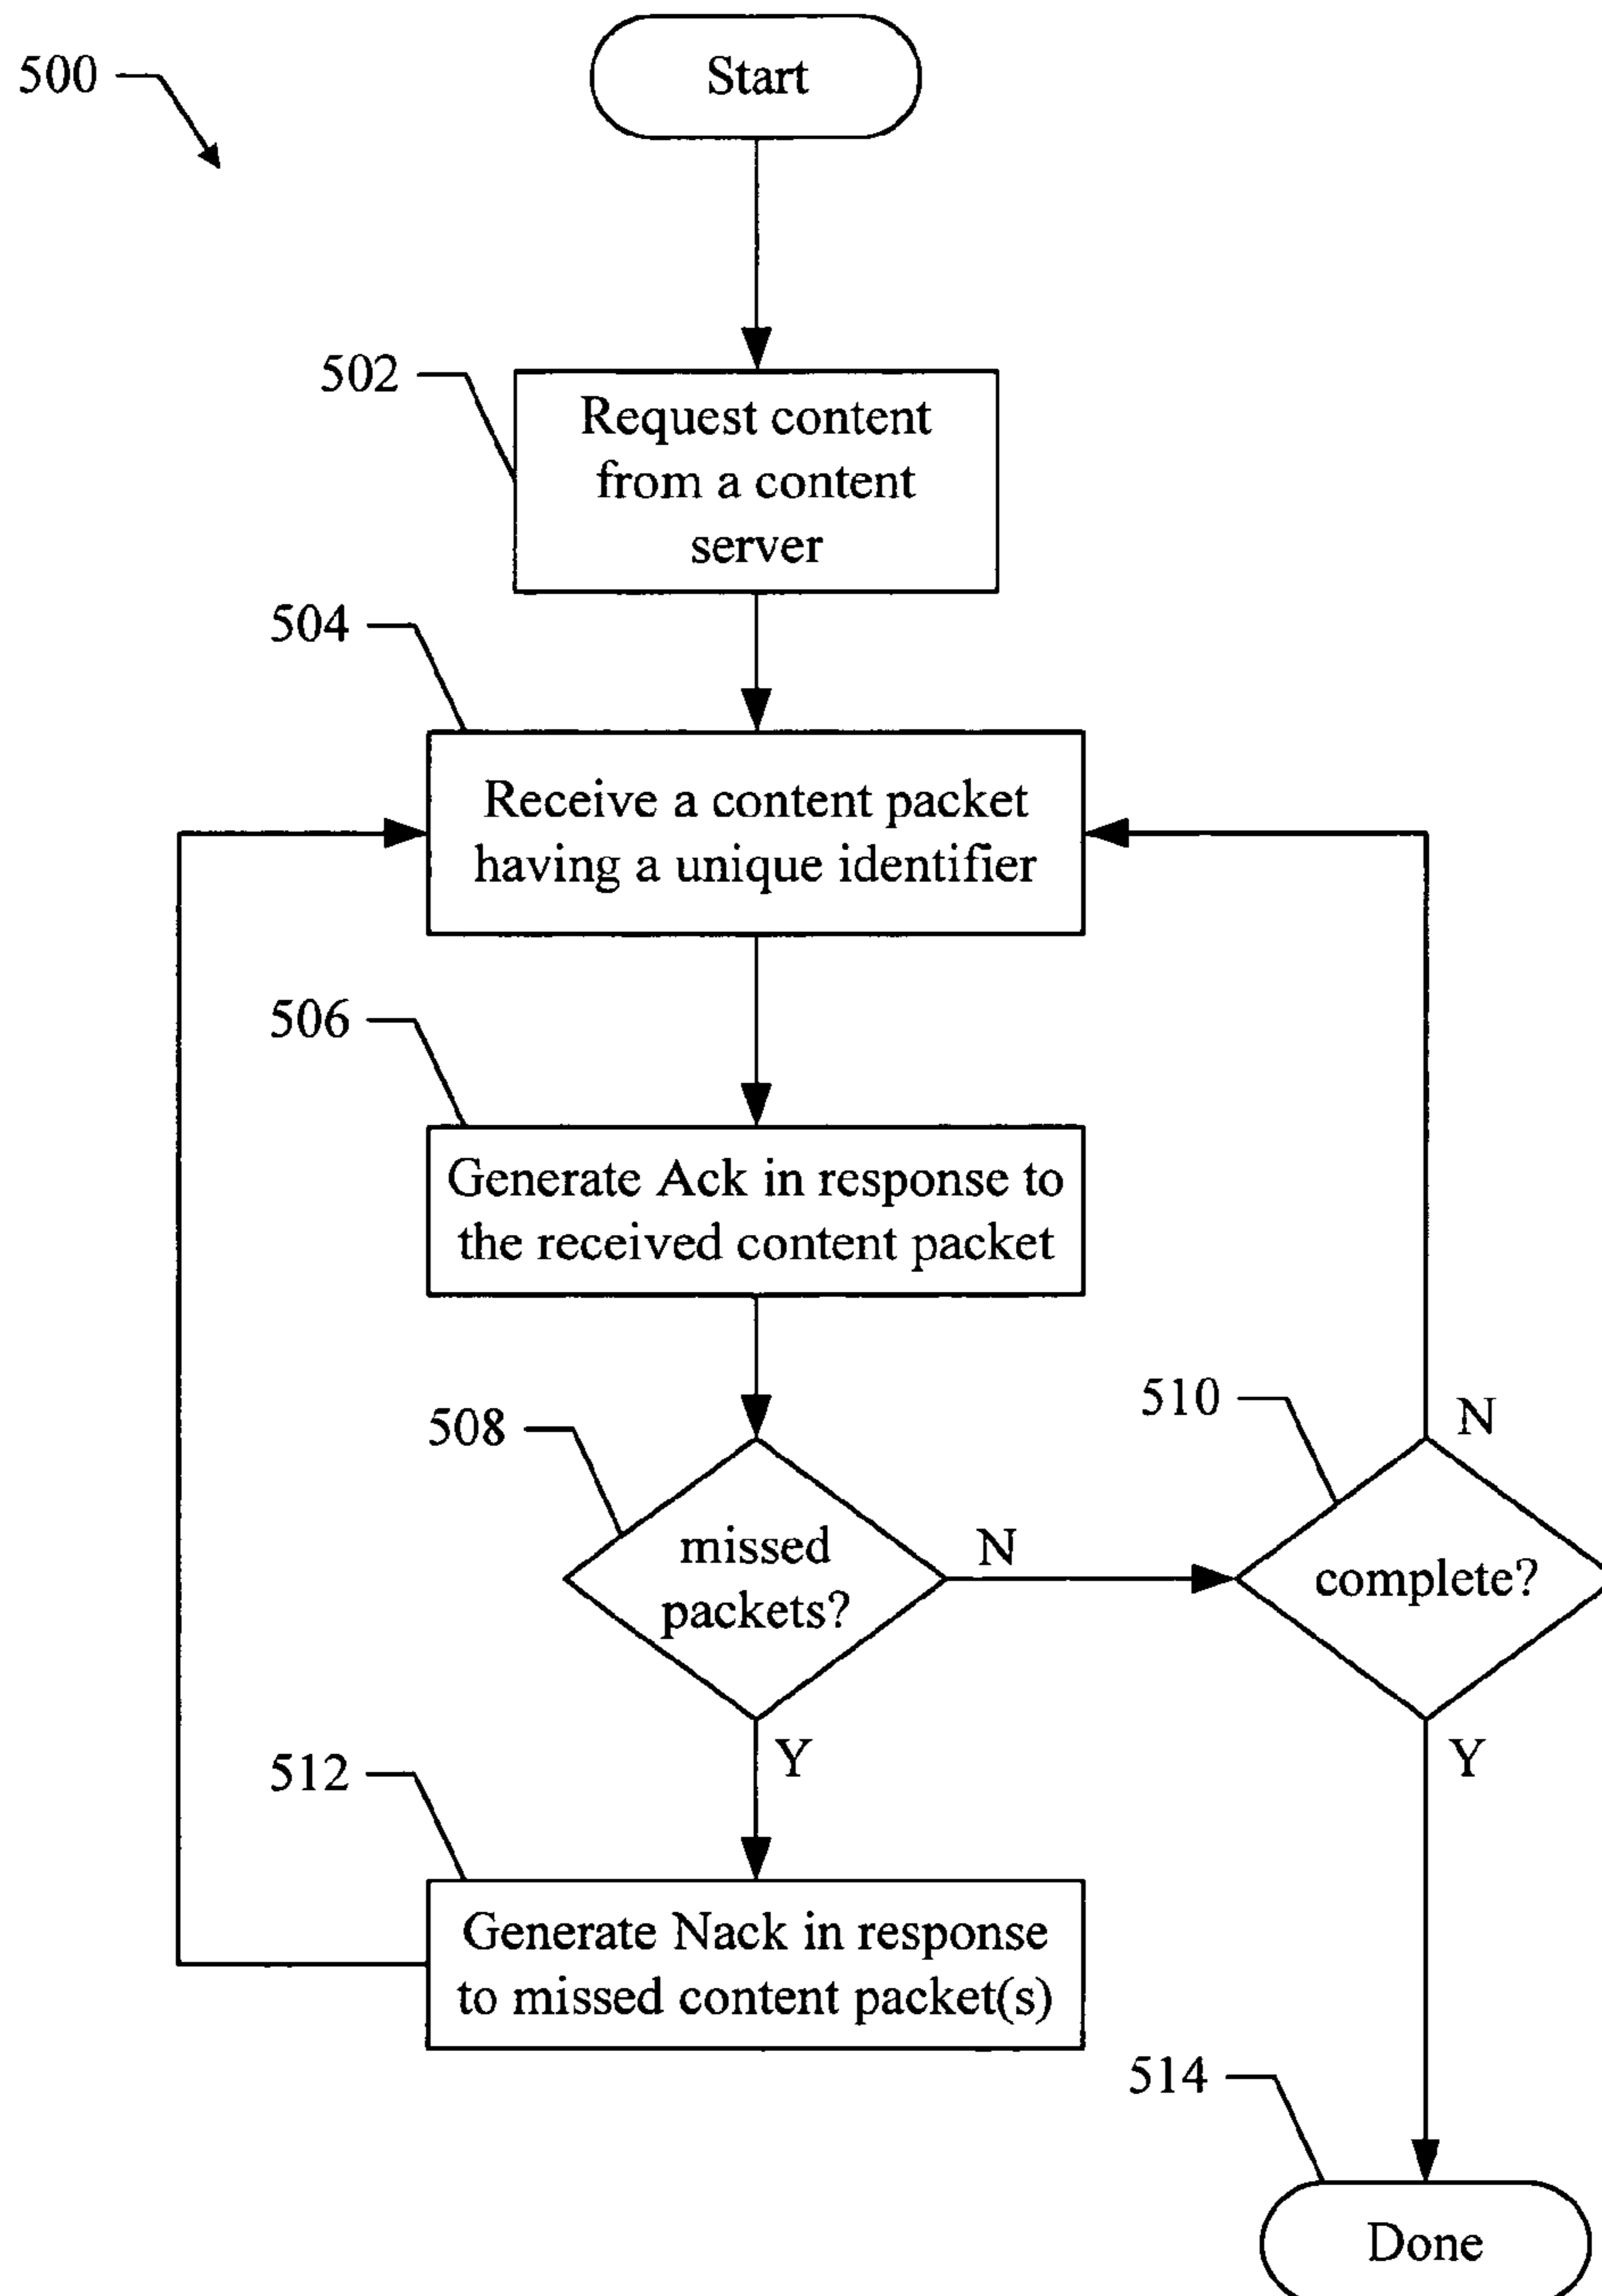 500
Start
502
Request content
from a content
server
504
Receive a content packet
having a unique identifier
506
Generate Ack in response to
the received content packet
508
missed
packets?
N
510
N
complete?
Y
Y
512
Generate Nack in response
to missed content packet(s)
514
Done